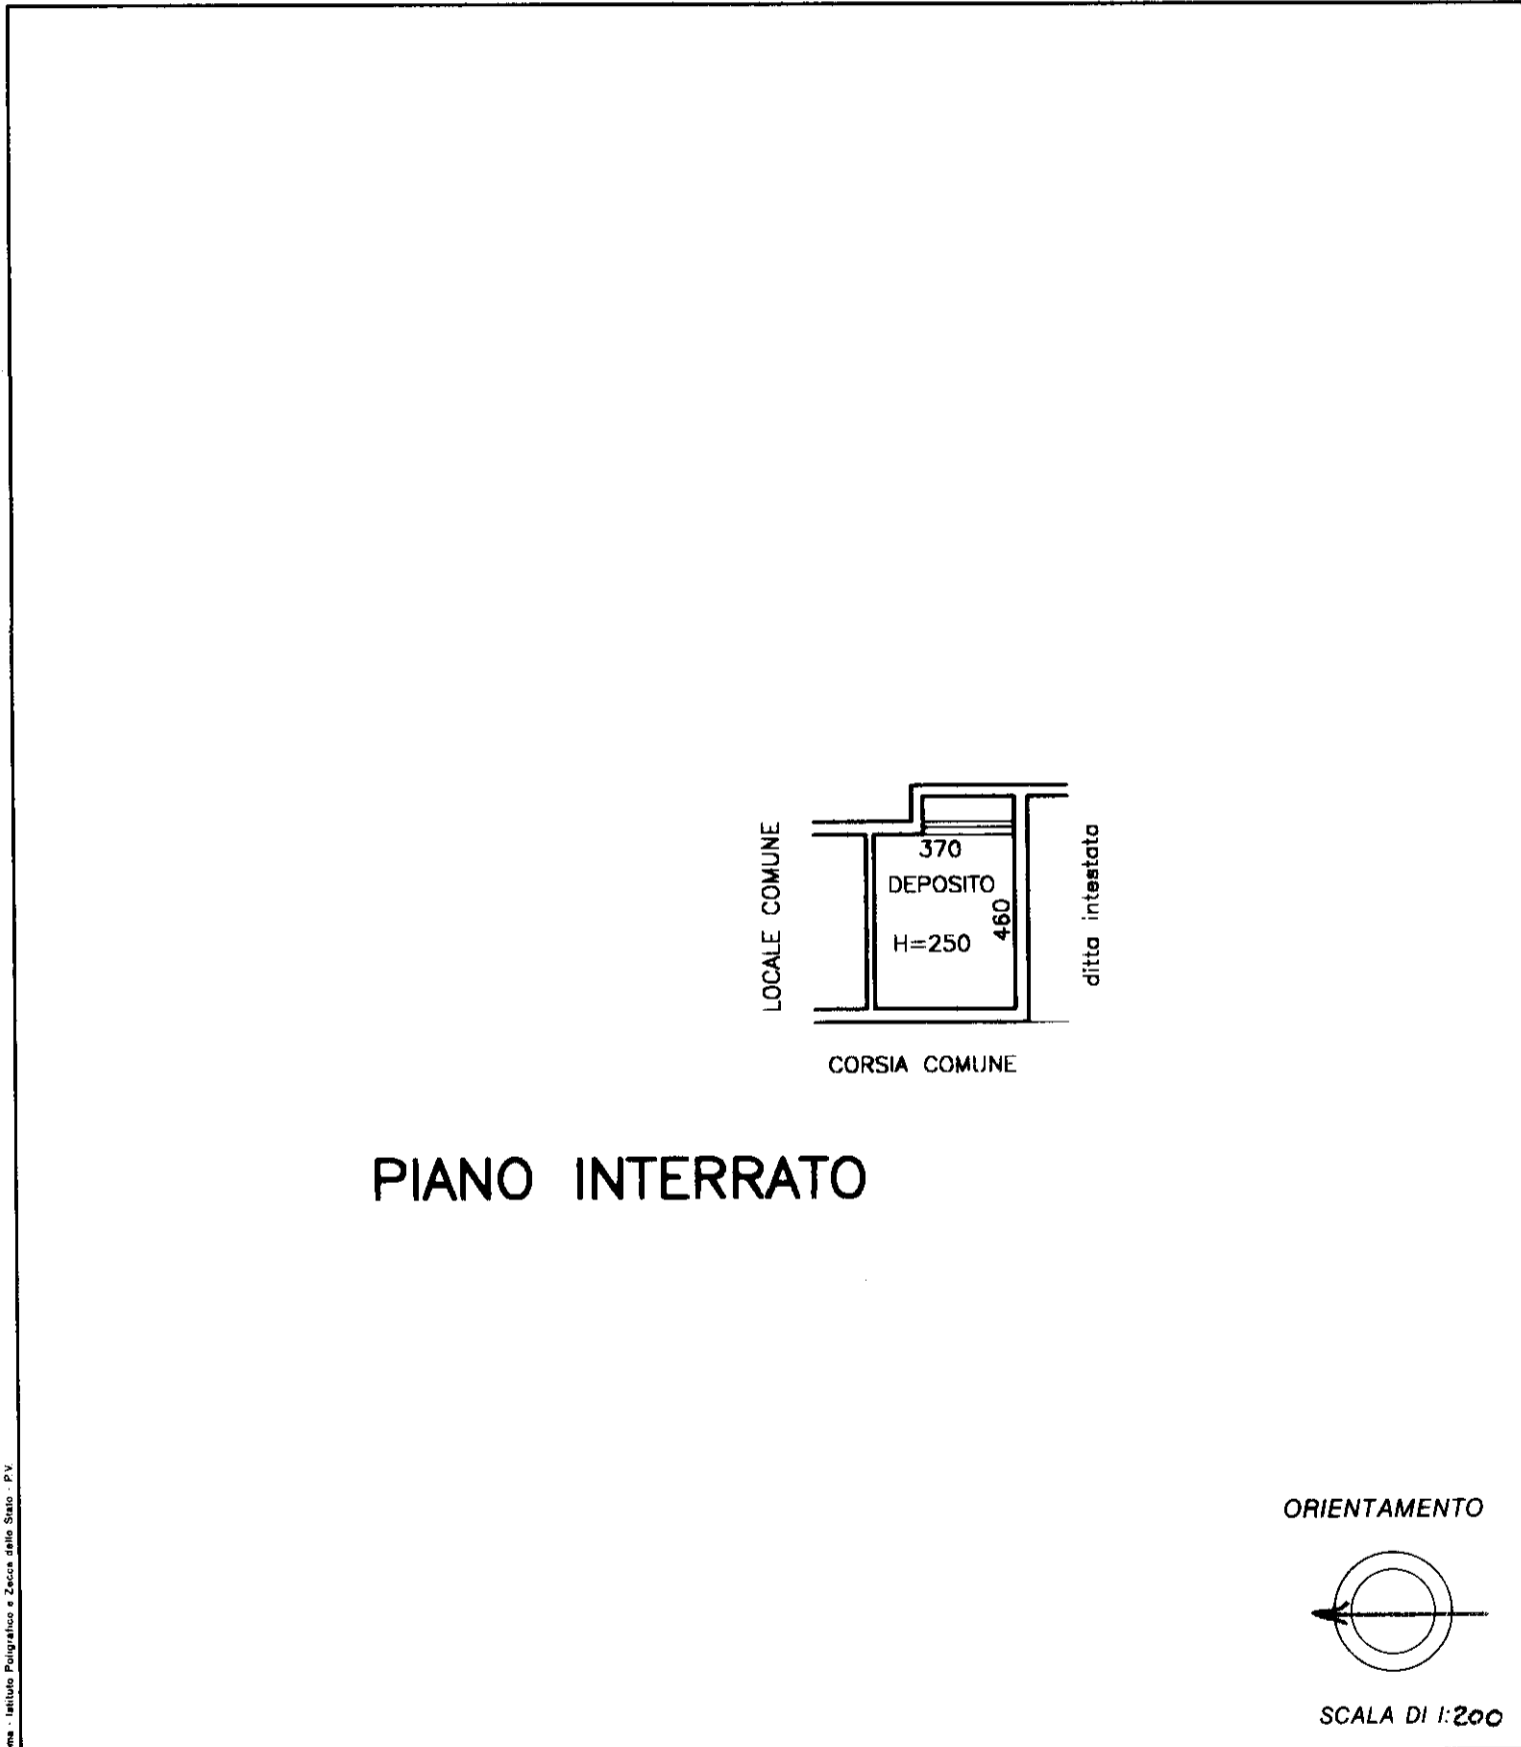 LOCALE COMUNE
370
DEPOSITO
460
H=250
ditta intestata
CORSIA COMUNE
PIANO INTERRATO
ORIENTAMENTO
SCALA DI 1:200
Istituto Poligrafico e Zecca dello Stato - P.V.